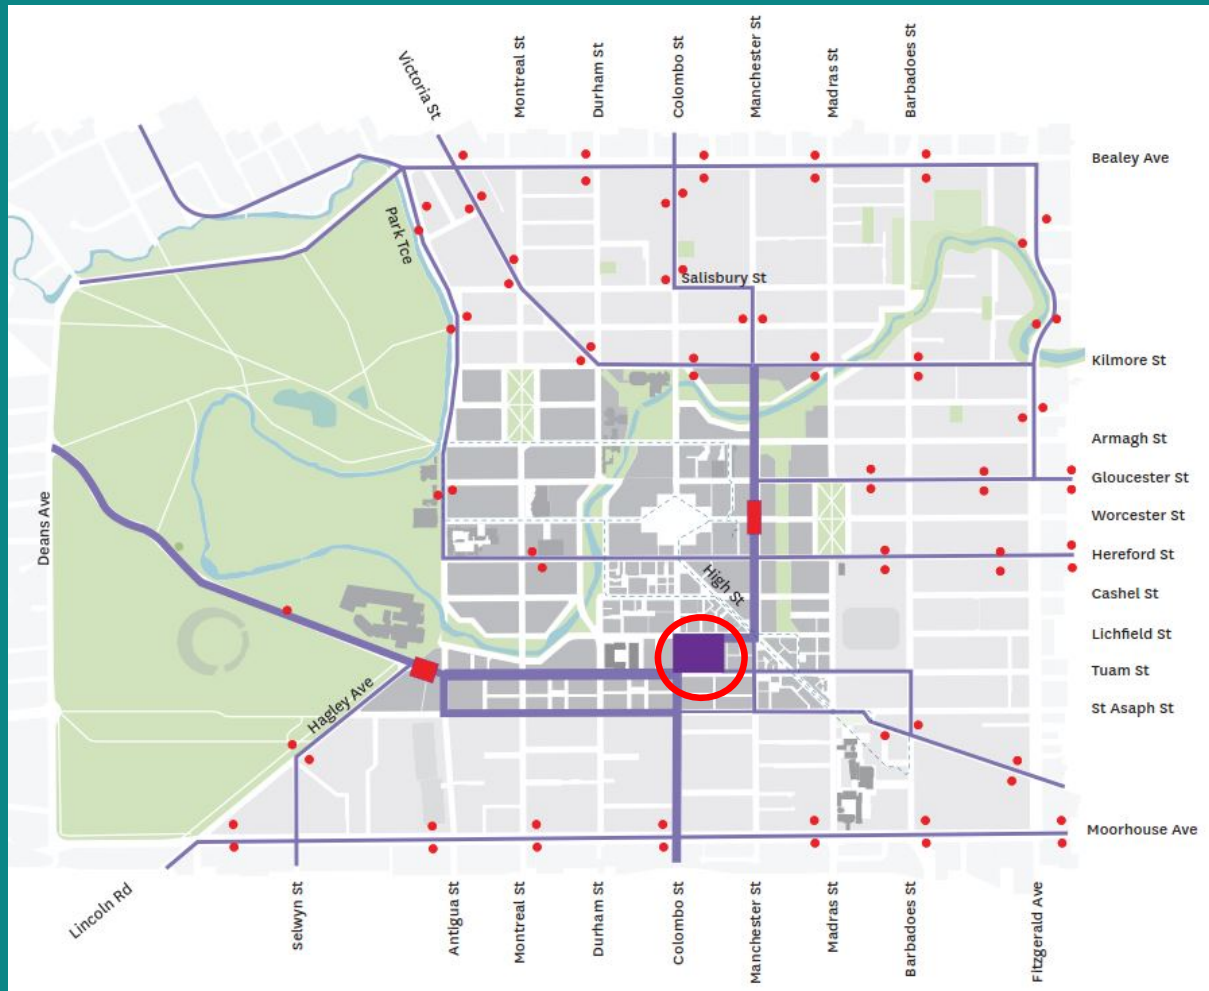 Victoria St
Montreal St
Durham St
Colombo St
Manchester St
Madras St
Barbadoes St
Bealey Ave
Park Tce
Salisbury St
Kilmore St
Armagh St
Gloucester St
Worcester St
Hereford St
Deans Ave
High St
Cashel St
Lichfield St
Tuam St
Hagley Ave
St Asaph St
Moorhouse Ave
Lincoln Rd
Selwyn St
Antigua St
Montreal St
Durham St
Colombo St
Manchester St
Madras St
Barbadoes St
Fitzgerald Ave